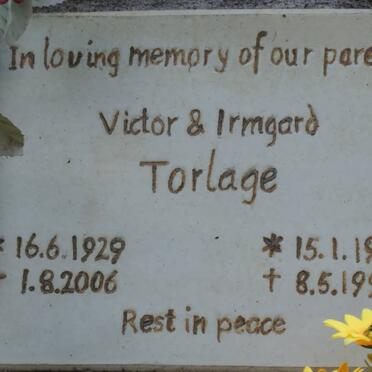 In loving memory of our pare
Victor & Irmgard
Torlage
* 16.6.1929 * 15.1.19
† 1.8.2006 † 8.5.199
Rest in peace